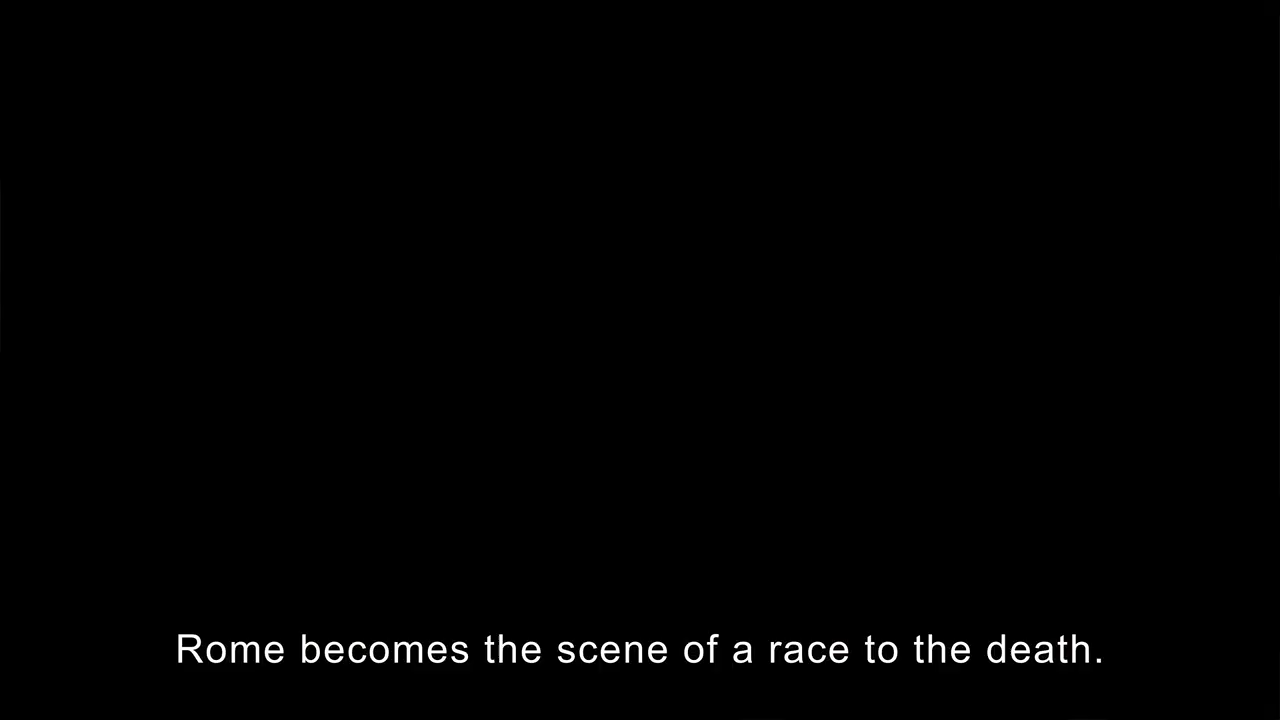 Rome becomes the scene of a race to the death.